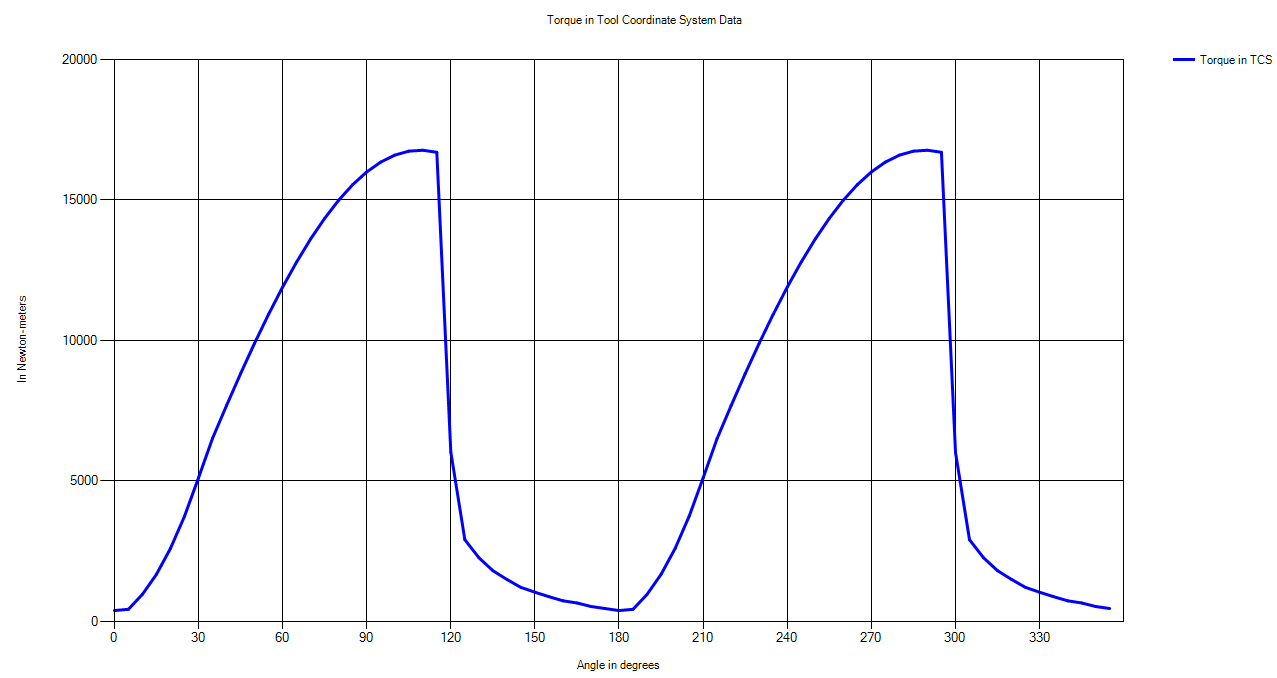 Torque in Tool Coordinate System Data
Torque in TCS
20000
15000
10000
5000
0
In Newton-meters
0 30 60 90 120 150 180 210 240 270 300 330
Angle in degrees